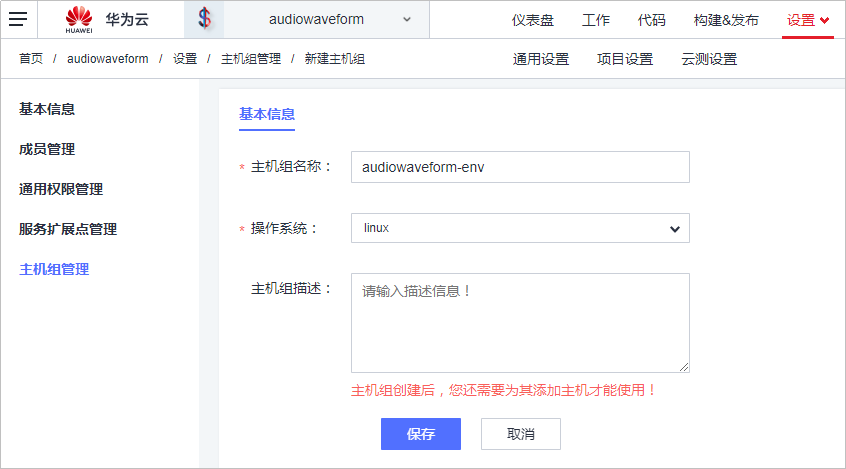 HUAWEI 华为云 audiowaveform 仪表盘 工作 代码 构建&发布 设置
首页 / audiowaveform / 设置 / 主机组管理 / 新建主机组 通用设置 项目设置 云测设置
基本信息
成员管理
通用权限管理
服务扩展点管理
主机组管理
基本信息
* 主机组名称： audiowaveform-env
* 操作系统： linux
主机组描述： 请输入描述信息！
主机组创建后，您还需要为其添加主机才能使用！
保存 取消